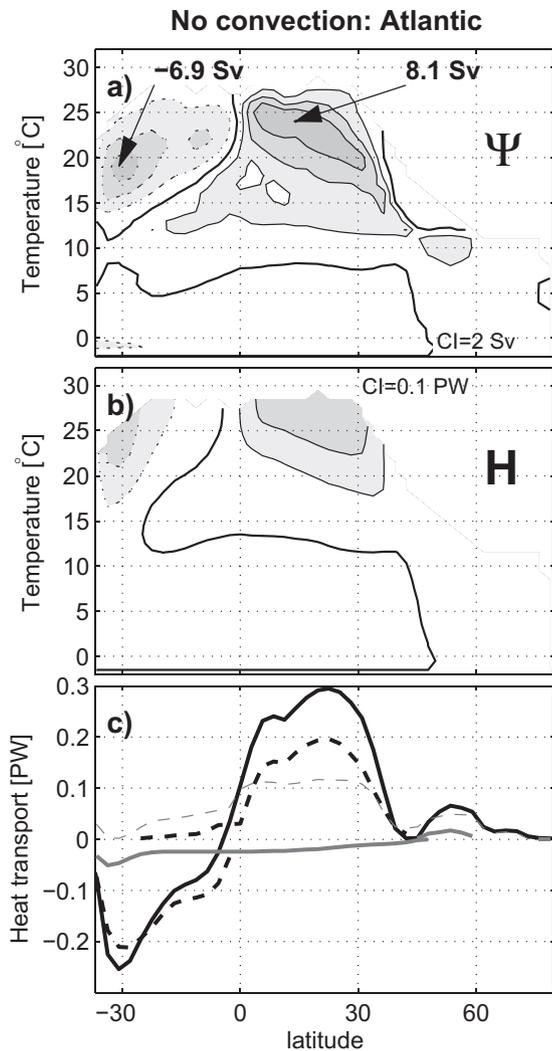 No convection: Atlantic
a)
−6.9 Sv
8.1 Sv
Ψ
Temperature [°C]
30
25
20
15
10
5
0
CI=2 Sv
b)
CI=0.1 PW
H
Temperature [°C]
30
25
20
15
10
5
0
c)
Heat transport [PW]
0.3
0.2
0.1
0
−0.1
−0.2
−30
0
30
60
latitude